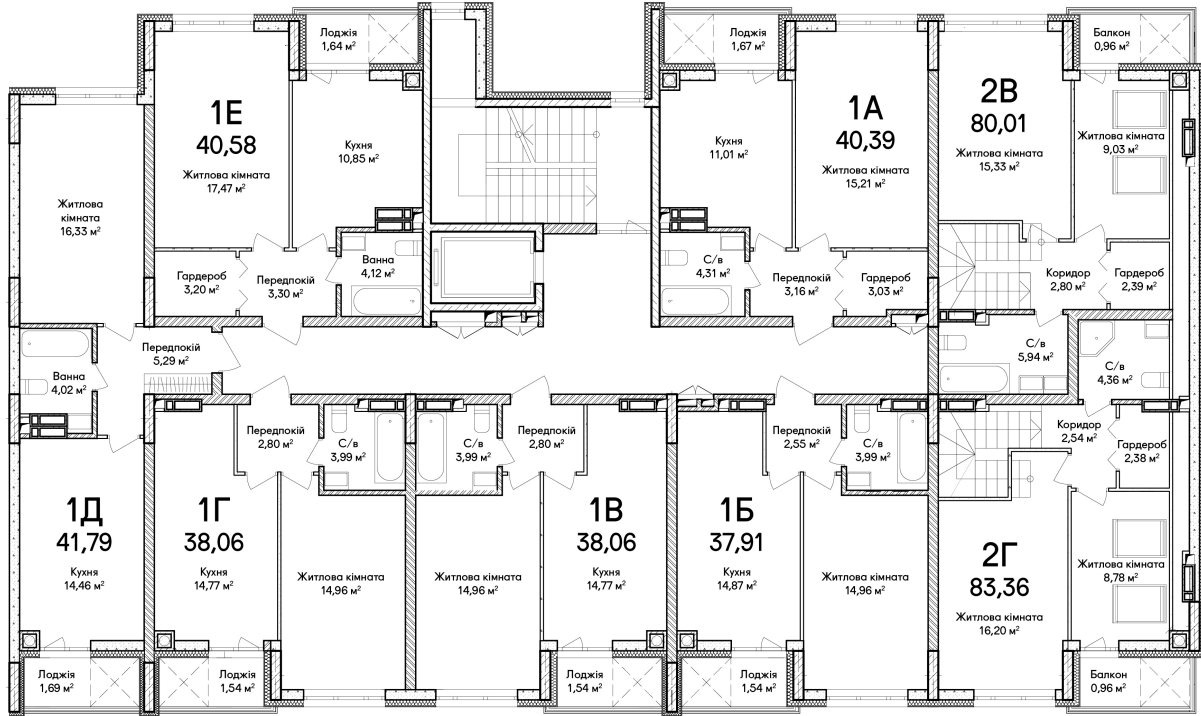 Лоджія
1,64 м²
Лоджія
1,67 м²
Балкон
0,96 м²
1Е
40,58
Житлова кімната
17,47 м²
Кухня
10,85 м²
Кухня
11,01 м²
1А
40,39
Житлова кімната
15,21 м²
2В
80,01
Житлова кімната
15,33 м²
Житлова кімната
9,03 м²
Житлова
кімната
16,33 м²
Гардероб
3,20 м²
Передпокій
3,30 м²
Ванна
4,12 м²
С/в
4,31 м²
Передпокій
3,16 м²
Гардероб
3,03 м²
Коридор
2,80 м²
Гардероб
2,39 м²
Передпокій
5,29 м²
Ванна
4,02 м²
С/в
5,94 м²
С/в
4,36 м²
Передпокій
2,80 м²
С/в
3,99 м²
С/в
3,99 м²
Передпокій
2,80 м²
Передпокій
2,55 м²
С/в
3,99 м²
Коридор
2,54 м²
Гардероб
2,38 м²
1Д
41,79
Кухня
14,46 м²
1Г
38,06
Кухня
14,77 м²
Житлова кімната
14,96 м²
Житлова кімната
14,96 м²
1В
38,06
Кухня
14,77 м²
1Б
37,91
Кухня
14,87 м²
Житлова кімната
14,96 м²
2Г
83,36
Житлова кімната
16,20 м²
Житлова кімната
8,78 м²
Лоджія
1,69 м²
Лоджія
1,54 м²
Лоджія
1,54 м²
Лоджія
1,54 м²
Балкон
0,96 м²